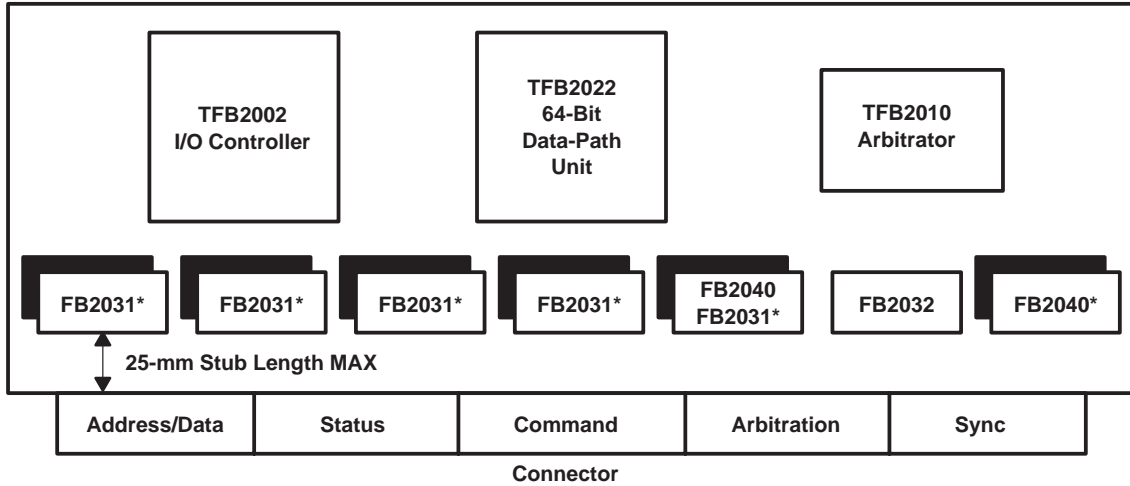 TFB2002
I/O Controller
TFB2022
64-Bit
Data-Path
Unit
TFB2010
Arbitrator
FB2031*
FB2031*
FB2031*
FB2031*
FB2040
FB2031*
FB2032
FB2040*
25-mm Stub Length MAX
Address/Data
Status
Command
Arbitration
Sync
Connector